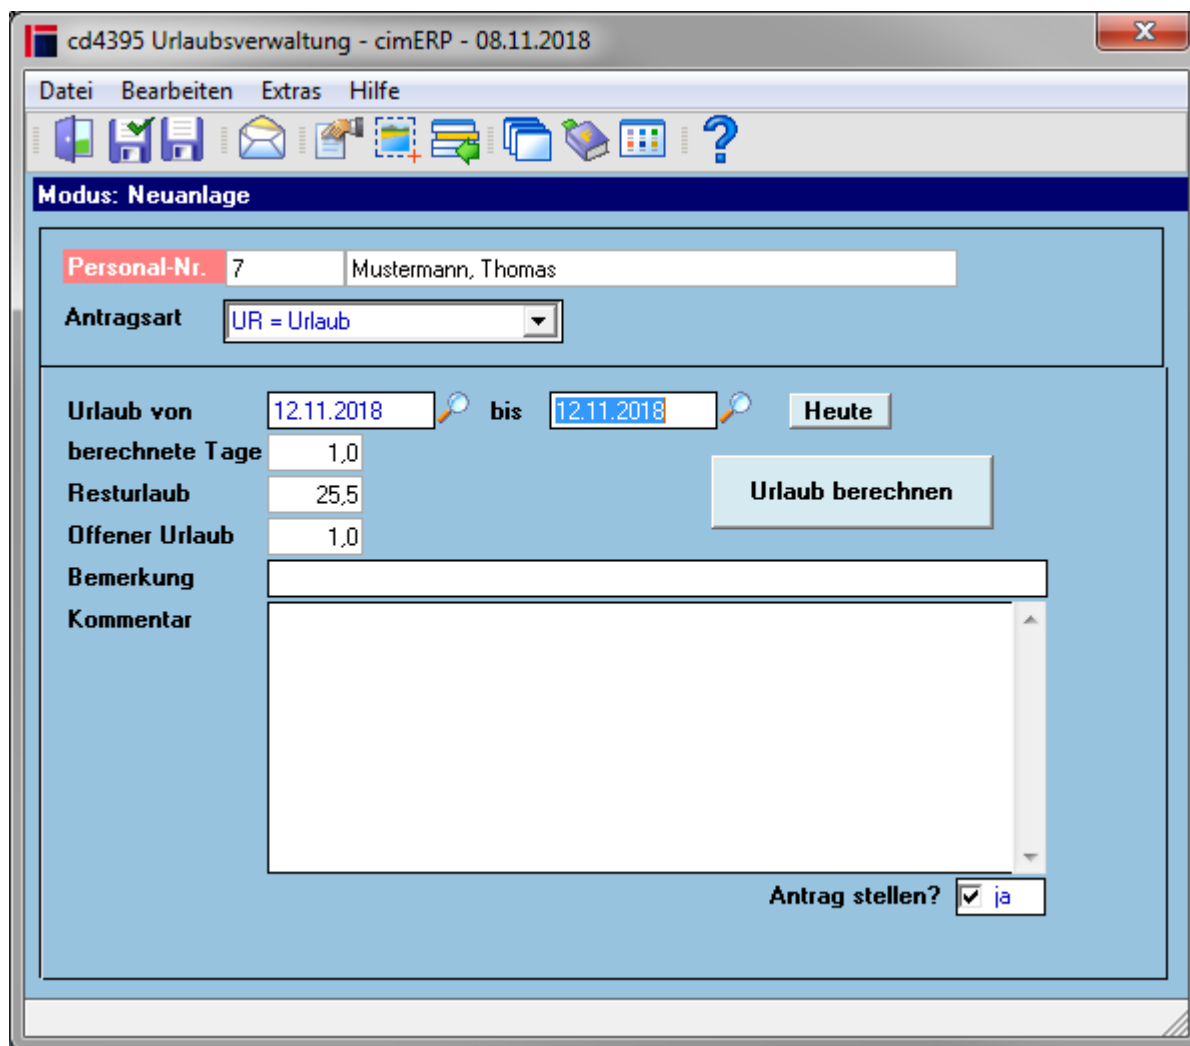 cd4395 Urlaubsverwaltung - cimERP - 08.11.2018
Datei Bearbeiten Extras Hilfe
Modus: Neuanlage
Personal-Nr. 7 Mustermann, Thomas
Antragsart UR = Urlaub
Urlaub von 12.11.2018 bis 12.11.2018 Heute
berechnete Tage 1,0
Resturlaub 25,5 Urlaub berechnen
Offener Urlaub 1,0
Bemerkung
Kommentar
Antrag stellen? ja